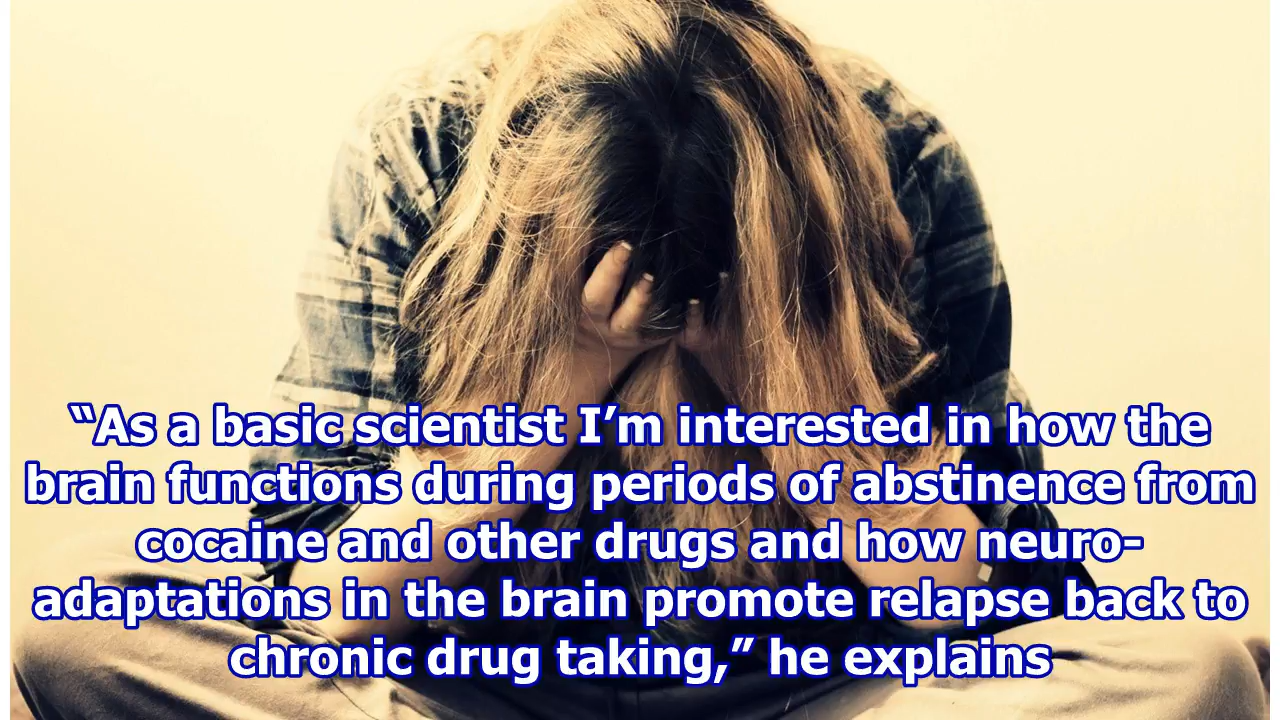 “As a basic scientist I’m interested in how the
brain functions during periods of abstinence from
cocaine and other drugs and how neuro-
adaptations in the brain promote relapse back to
chronic drug taking,” he explains